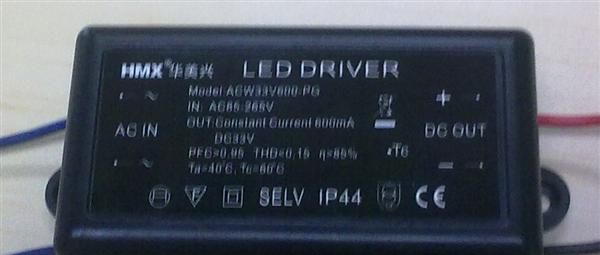 HMX®华美兴 LED DRIVER
Model: ACW33V600-PG
IN: AC85-265V
OUT:Constant Current 600mA
DC33V
PFC>0.95 THD<0.15 η=85%
Ta=40℃, Tc=60℃
AC IN
+
DC OUT
SELV IP44 CE